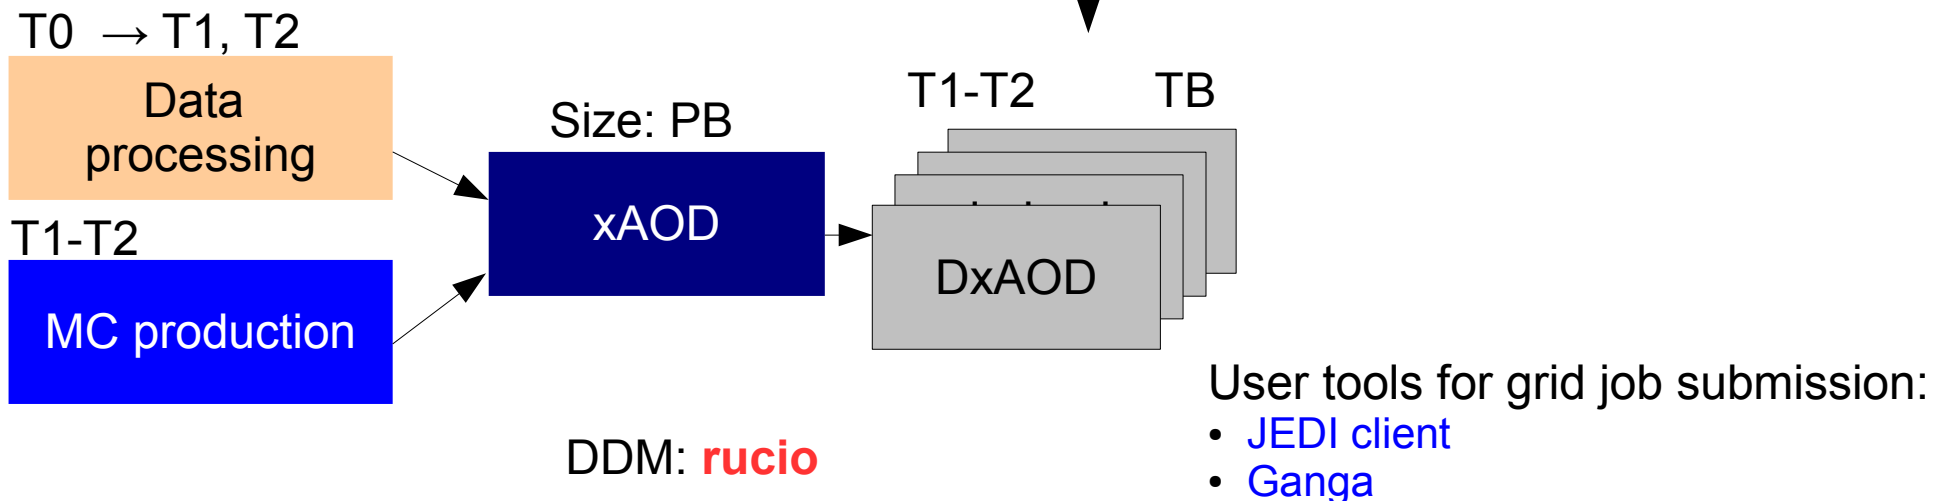 T0 → T1, T2
Data
processing
T1-T2
MC production
Size: PB
xAOD
T1-T2 TB
DxAOD
DDM: rucio
User tools for grid job submission:
• JEDI client
• Ganga